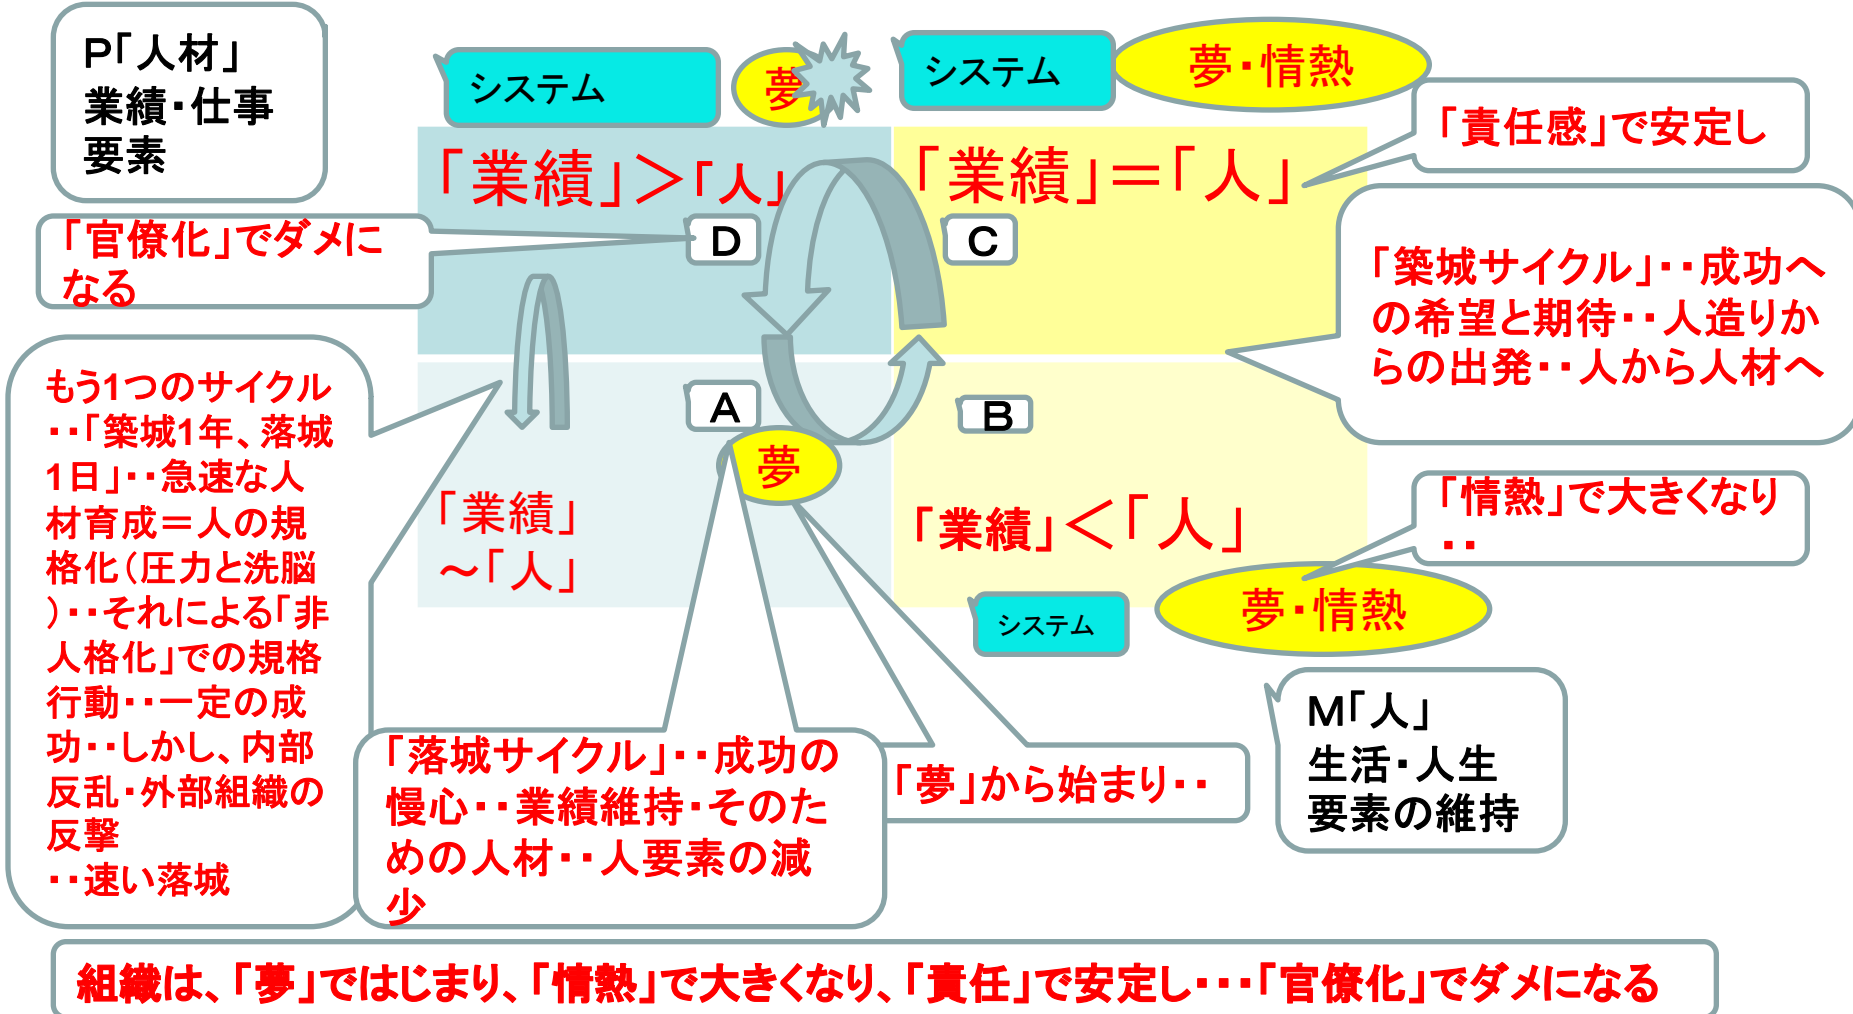 P「人材」
業績・仕事
要素
システム
夢
システム
夢・情熱
「責任感」で安定し
「業績」＞「人」
「業績」＝「人」
「官僚化」でダメに
なる
D
C
「築城サイクル」・・成功へ
の希望と期待・・人造りか
らの出発・・人から人材へ
もう1つのサイクル
・・「築城1年、落城
1日」・・急速な人
材育成＝人の規
格化（圧力と洗脳
）・・それによる「非
人格化」での規格
行動・・一定の成
功・・しかし、内部
反乱・外部組織の
反撃
・・速い落城
A
B
夢
「業績」
～「人」
「業績」＜「人」
「情熱」で大きくなり
・・
システム
夢・情熱
「落城サイクル」・・成功の
慢心・・業績維持・そのた
めの人材・・人要素の減
少
「夢」から始まり・・
M「人」
生活・人生
要素の維持
組織は、「夢」ではじまり、「情熱」で大きくなり、「責任」で安定し・・・「官僚化」でダメになる